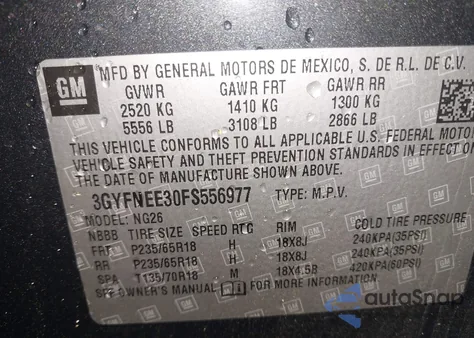 GM
MFD BY GENERAL MOTORS DE MEXICO, S. DE R.L. DE C.V.
GVWR GAWR FRT GAWR RR
2520 KG 1410 KG 1300 KG
5556 LB 3108 LB 2866 LB
THIS VEHICLE CONFORMS TO ALL APPLICABLE U.S. FEDERAL MOTOR
VEHICLE SAFETY AND THEFT PREVENTION STANDARDS IN EFFECT ON
THE DATE OF MANUFACTURE SHOWN ABOVE.
3GYFNEE30FS556977 TYPE: M.P.V.
MODEL: NG26
NBBB TIRE SIZE SPEED RTG RIM COLD TIRE PRESSURE
FRT P235/65R18 H 18X8J 240KPA(35PSI)
RR P235/65R18 H 18X8J 240KPA(35PSI)
SPA T135/70R18 M 18X4.5B 420KPA(60PSI)
SEE OWNER'S MANUAL FOR MORE INFORMATION
autoSnap